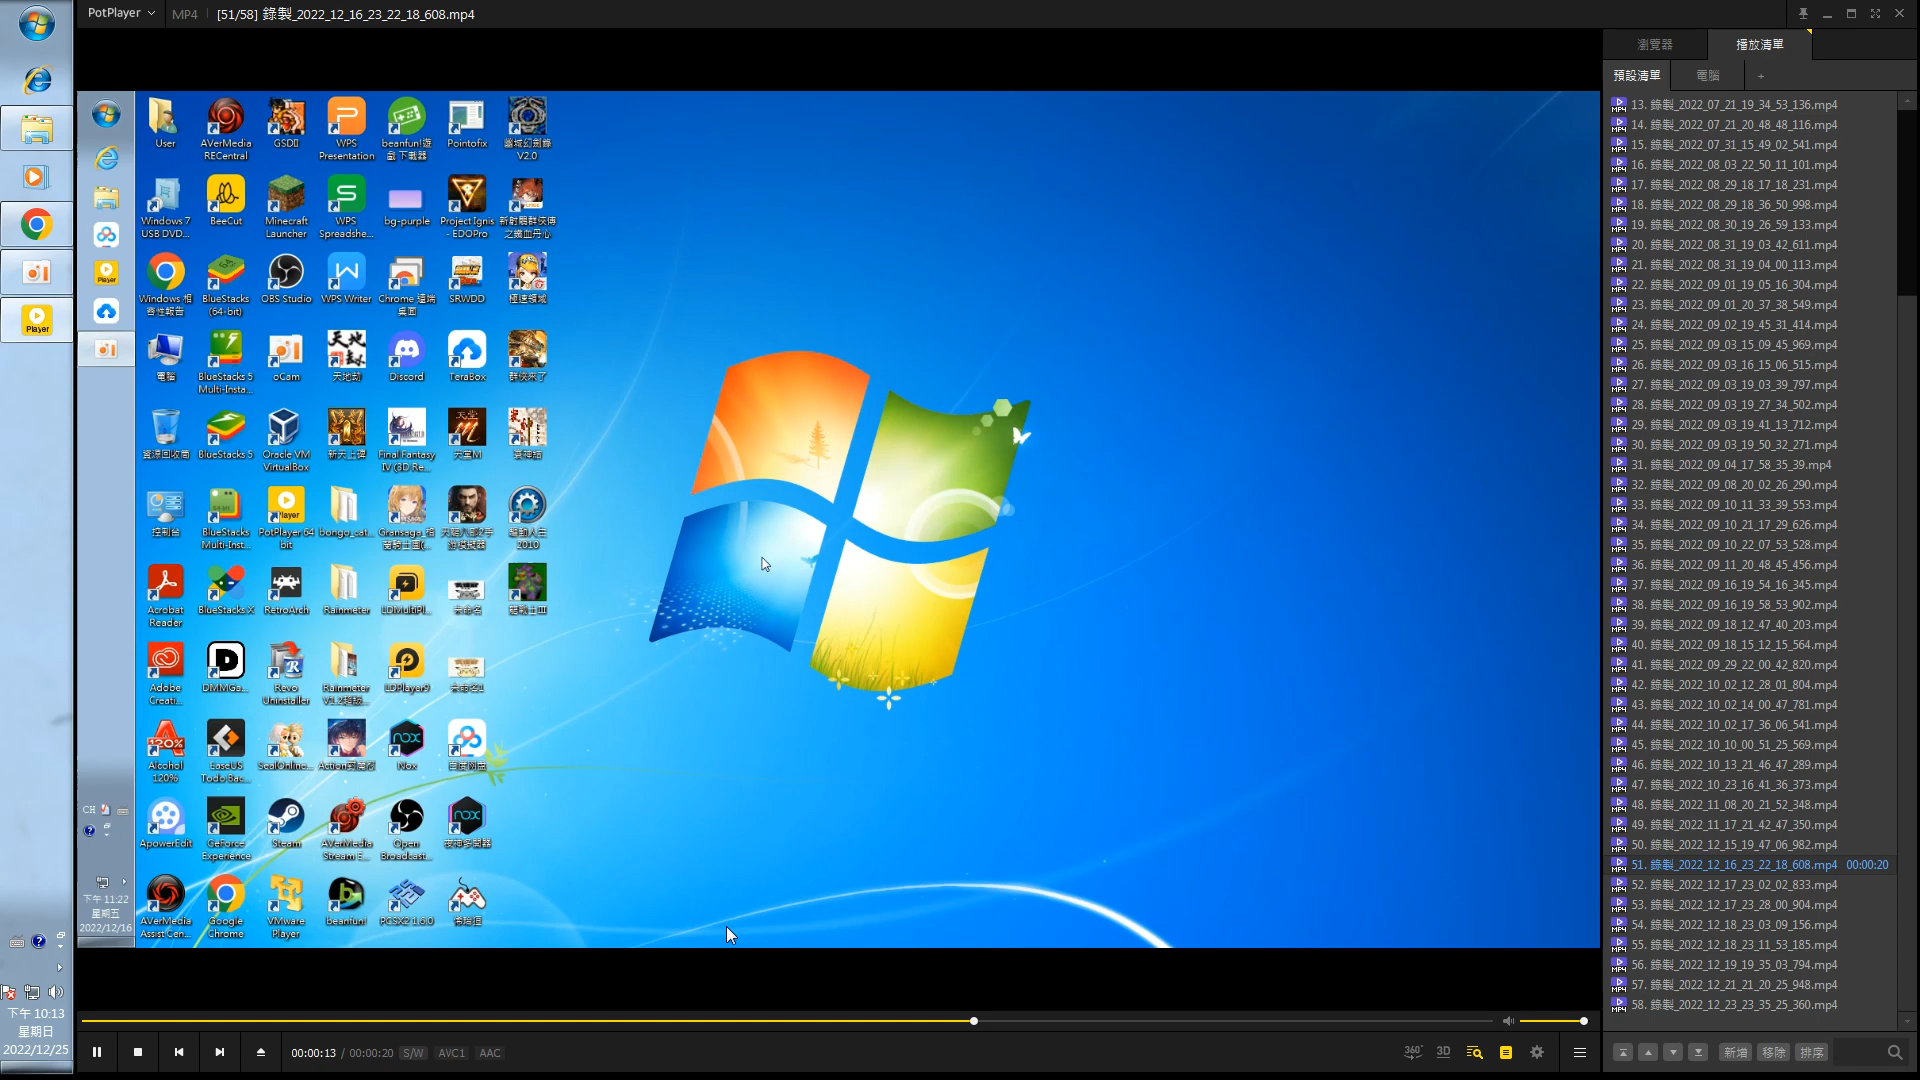 PotPlayer
MP4
[51/58] 錄製_2022_12_16_23_22_18_608.mp4
瀏覽器
播放清單
預設清單
電腦
+
User
AVerMedia RECentral
GSDII
WPS Presentation
beanfun!遊戲 下載器
Pointofix
Windows 7 USB DVD...
BeeCut
Minecraft Launcher
WPS Spreadshe...
bg-purple
Project Ignis - EDOPro
新射鵰群俠傳之鐵血丹心
Windows 相容性報告
BlueStacks (64-bit)
OBS Studio
WPS Writer
Chrome 遠端桌面
SRWDD
極速領域
電腦
BlueStacks 5 Multi-Insta...
oCam
天地劫
Discord
TeraBox
群俠來了
資源回收筒
BlueStacks 5
Oracle VM VirtualBox
新天上碑
Final Fantasy IV (3D Re...
天堂M
控制台
BlueStacks Multi-Inst...
PotPlayer 64 bit
bongo_cat...
Acrobat Reader
BlueStacks X
RetroArch
Rainmeter
LDMultiPl...
未命名
Adobe Creati...
DMMGa...
Revo Uninstaller
LDPlayer9
未命名1
Alcohol 120%
EaseUS Todo Bac...
SealOnline...
Nox
百度网盘
ApowerEdit
GeForce Experience
Steam
AVerMedia Stream E...
Open Broadcast...
夜神多開器
AVerMedia Assist Cen...
Google Chrome
VMware Player
beanfun!
PCSX2 1.6.0
CH
下午 11:22
星期五
2022/12/16
下午 10:13
星期日
2022/12/25
13. 錄製_2022_07_21_19_34_53_136.mp4
14. 錄製_2022_07_21_20_48_48_116.mp4
15. 錄製_2022_07_31_15_49_02_541.mp4
16. 錄製_2022_08_03_22_50_11_101.mp4
17. 錄製_2022_08_29_18_17_18_231.mp4
18. 錄製_2022_08_29_18_36_50_998.mp4
19. 錄製_2022_08_30_19_26_59_133.mp4
20. 錄製_2022_08_31_19_03_42_611.mp4
21. 錄製_2022_08_31_19_04_00_113.mp4
22. 錄製_2022_09_01_19_05_16_304.mp4
23. 錄製_2022_09_01_20_37_38_549.mp4
24. 錄製_2022_09_02_19_45_31_414.mp4
25. 錄製_2022_09_03_15_09_45_969.mp4
26. 錄製_2022_09_03_16_15_06_515.mp4
27. 錄製_2022_09_03_19_03_39_797.mp4
28. 錄製_2022_09_03_19_27_34_502.mp4
29. 錄製_2022_09_03_19_41_13_712.mp4
30. 錄製_2022_09_03_19_50_32_271.mp4
31. 錄製_2022_09_04_17_58_35_39.mp4
32. 錄製_2022_09_08_20_02_26_290.mp4
33. 錄製_2022_09_10_11_33_39_553.mp4
34. 錄製_2022_09_10_21_17_29_626.mp4
35. 錄製_2022_09_10_22_07_53_528.mp4
36. 錄製_2022_09_11_20_48_45_456.mp4
37. 錄製_2022_09_16_19_54_16_345.mp4
38. 錄製_2022_09_16_19_58_53_902.mp4
39. 錄製_2022_09_18_12_47_40_203.mp4
40. 錄製_2022_09_18_15_12_15_564.mp4
41. 錄製_2022_09_29_22_00_42_820.mp4
42. 錄製_2022_10_02_12_28_01_804.mp4
43. 錄製_2022_10_02_14_00_47_781.mp4
44. 錄製_2022_10_02_17_36_06_541.mp4
45. 錄製_2022_10_10_00_51_25_569.mp4
46. 錄製_2022_10_13_21_46_47_289.mp4
47. 錄製_2022_10_23_16_41_36_373.mp4
48. 錄製_2022_11_08_20_21_52_348.mp4
49. 錄製_2022_11_17_21_42_47_350.mp4
50. 錄製_2022_12_15_19_47_06_982.mp4
51. 錄製_2022_12_16_23_22_18_608.mp4 00:00:20
52. 錄製_2022_12_17_23_02_02_833.mp4
53. 錄製_2022_12_17_23_28_00_904.mp4
54. 錄製_2022_12_18_23_03_09_156.mp4
55. 錄製_2022_12_18_23_11_53_185.mp4
56. 錄製_2022_12_19_19_35_03_794.mp4
57. 錄製_2022_12_21_21_20_25_948.mp4
58. 錄製_2022_12_23_23_35_25_360.mp4
00:00:13 / 00:00:20 S/W AVC1 AAC
360° 3D
新增 移除 排序